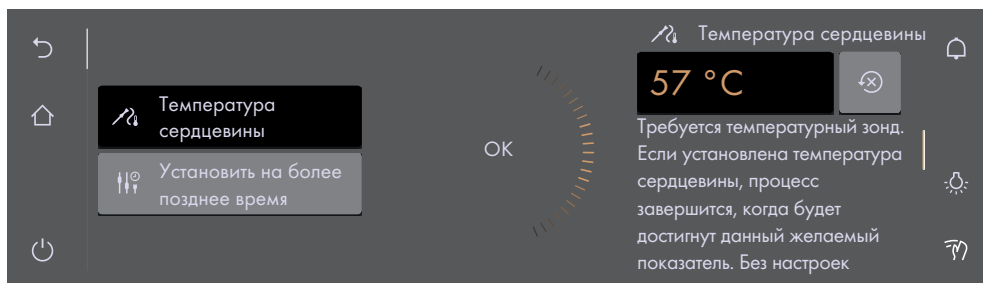 Температура
сердцевины
Установить на более
позднее время
OK
Температура сердцевины
57 °C
Требуется температурный зонд.
Если установлена температура
сердцевины, процесс
завершится, когда будет
достигнут данный желаемый
показатель. Без настроек